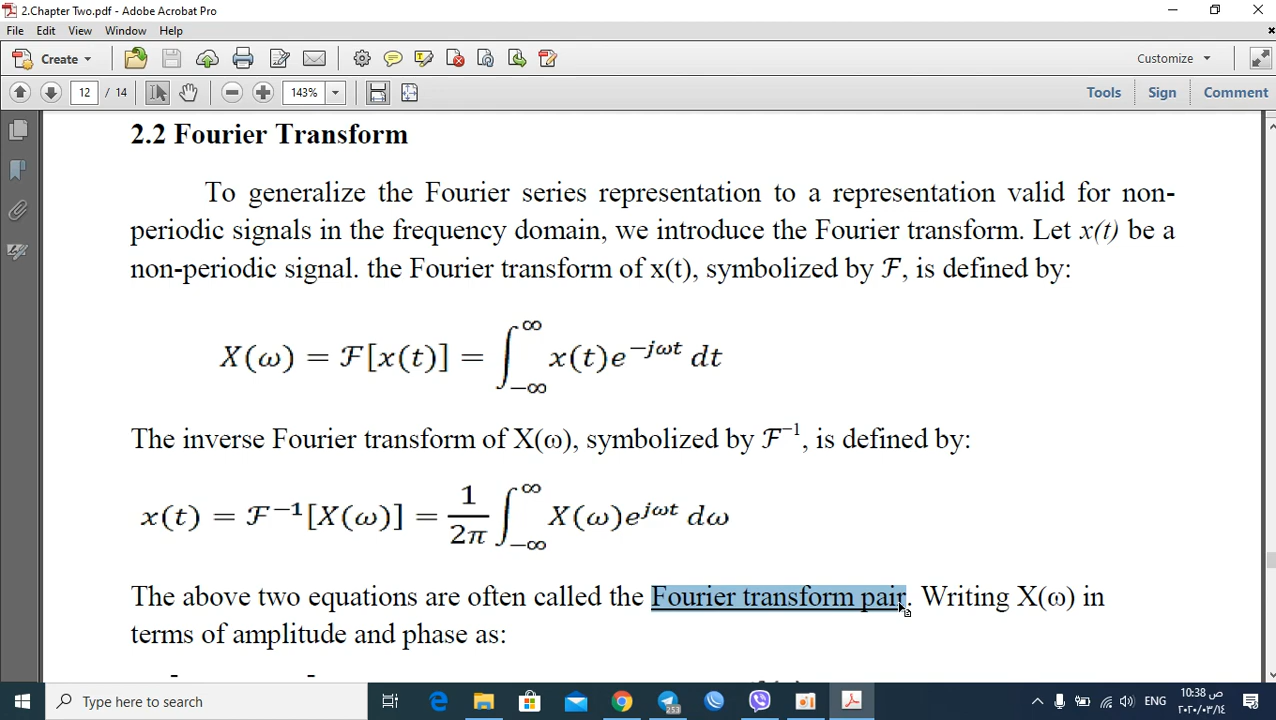 2.Chapter Two.pdf - Adobe Acrobat Pro
File Edit View Window Help
Create Customize
12 / 14 143% Tools Sign Comment
2.2 Fourier Transform
To generalize the Fourier series representation to a representation valid for non-
periodic signals in the frequency domain, we introduce the Fourier transform. Let x(t) be a
non-periodic signal. the Fourier transform of x(t), symbolized by ℱ, is defined by:
X(ω) = ℱ[x(t)] = ∫_{−∞}^{∞} x(t)e^{−jωt} dt
The inverse Fourier transform of X(ω), symbolized by ℱ⁻¹, is defined by:
x(t) = ℱ⁻¹[X(ω)] = \frac{1}{2π} ∫_{−∞}^{∞} X(ω)e^{jωt} dω
The above two equations are often called the Fourier transform pair. Writing X(ω) in
terms of amplitude and phase as:
Type here to search 253 ENG 10:38 ص
٢٠٢٠/٠٣/١٤